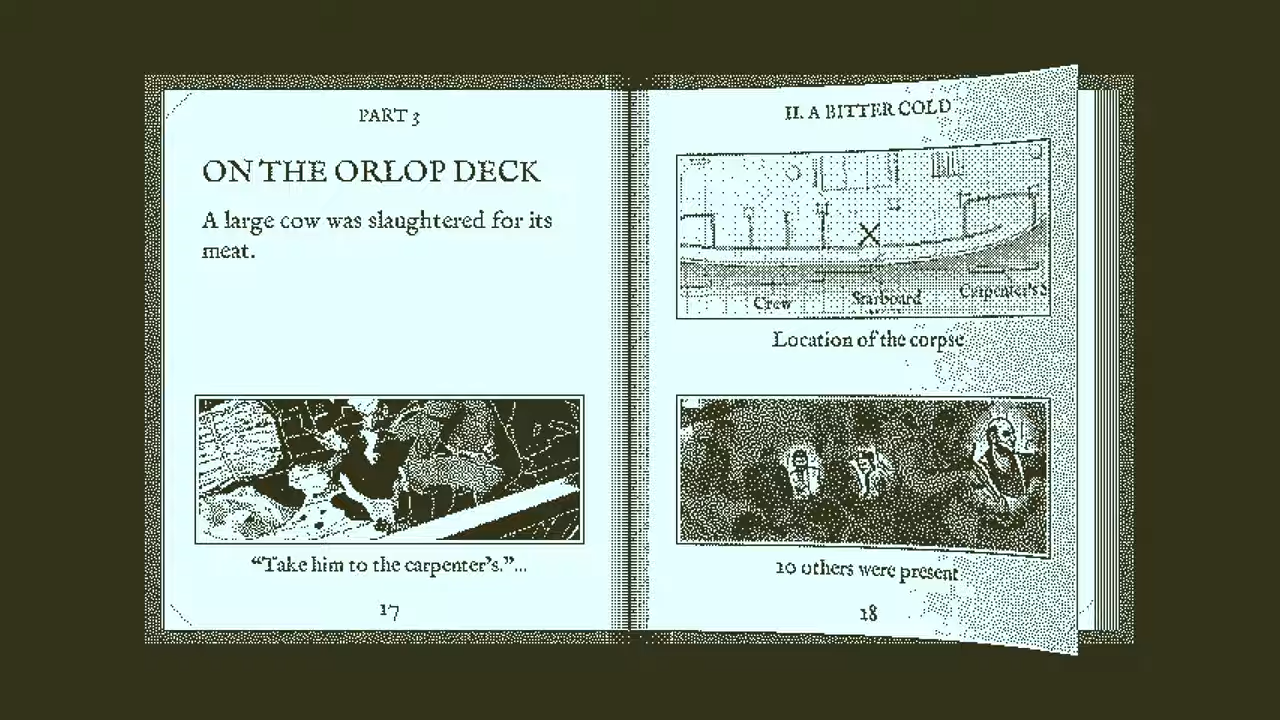 PART 3
ON THE ORLOP DECK
A large cow was slaughtered for its
meat.
"Take him to the carpenter's."...
17
II. A BITTER COLD
Crew
Starboard
Carpenter's
Location of the corpse
10 others were present
18